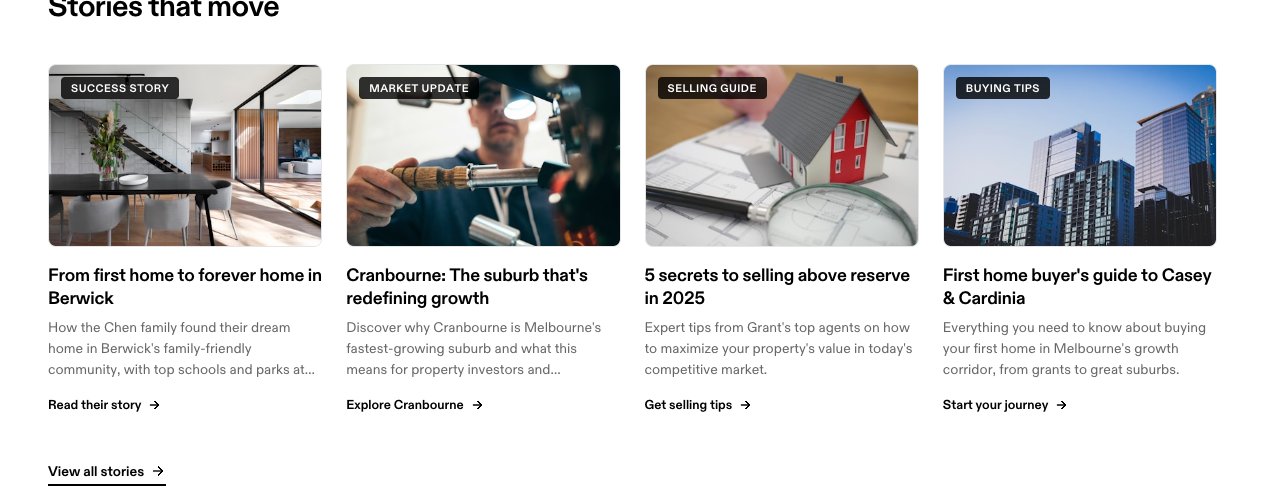 Stories that move
SUCCESS STORY
MARKET UPDATE
SELLING GUIDE
BUYING TIPS
From first home to forever home in
Berwick
How the Chen family found their dream
home in Berwick's family-friendly
community, with top schools and parks at...
Read their story →
Cranbourne: The suburb that's
redefining growth
Discover why Cranbourne is Melbourne's
fastest-growing suburb and what this
means for property investors and...
Explore Cranbourne →
5 secrets to selling above reserve
in 2025
Expert tips from Grant's top agents on how
to maximize your property's value in today's
competitive market.
Get selling tips →
First home buyer's guide to Casey
& Cardinia
Everything you need to know about buying
your first home in Melbourne's growth
corridor, from grants to great suburbs.
Start your journey →
View all stories →